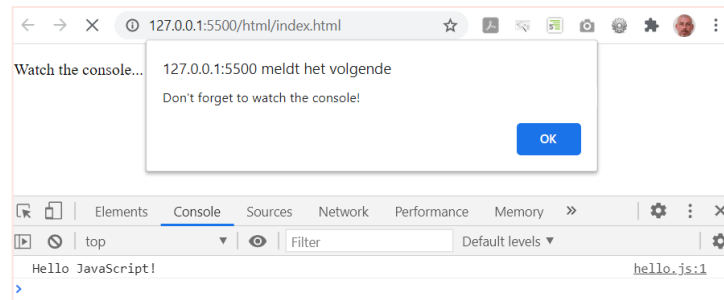 127.0.0.1:5500/html/index.html
Watch the console...
127.0.0.1:5500 meldt het volgende
Don't forget to watch the console!
OK
Elements Console Sources Network Performance Memory »
top Filter Default levels ▼
Hello JavaScript! hello.js:1
>